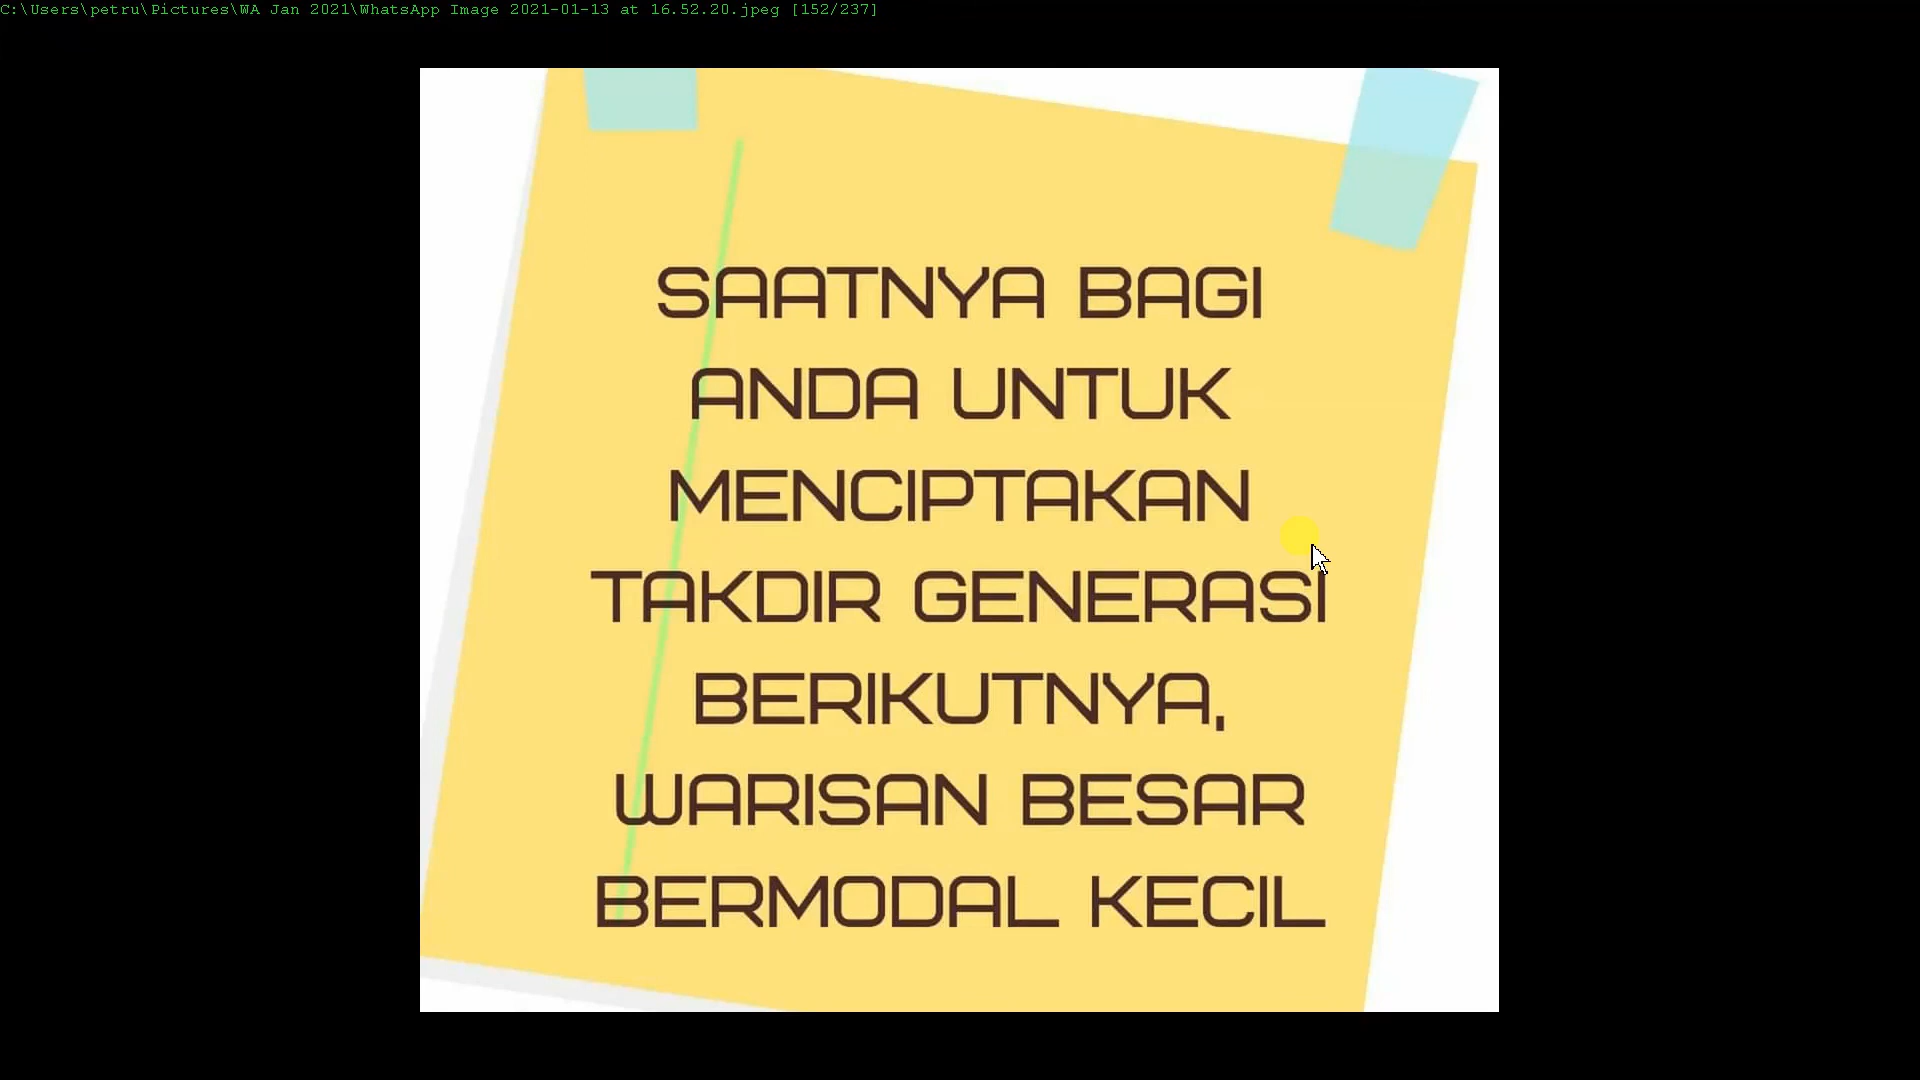 C:\Users\petru\Pictures\WA Jan 2021\WhatsApp Image 2021-01-13 at 16.52.20.jpeg [152/237]
SAATNYA BAGI
ANDA UNTUK
MENCIPTAKAN
TAKDIR GENERASI
BERIKUTNYA,
WARISAN BESAR
BERMODAL KECIL